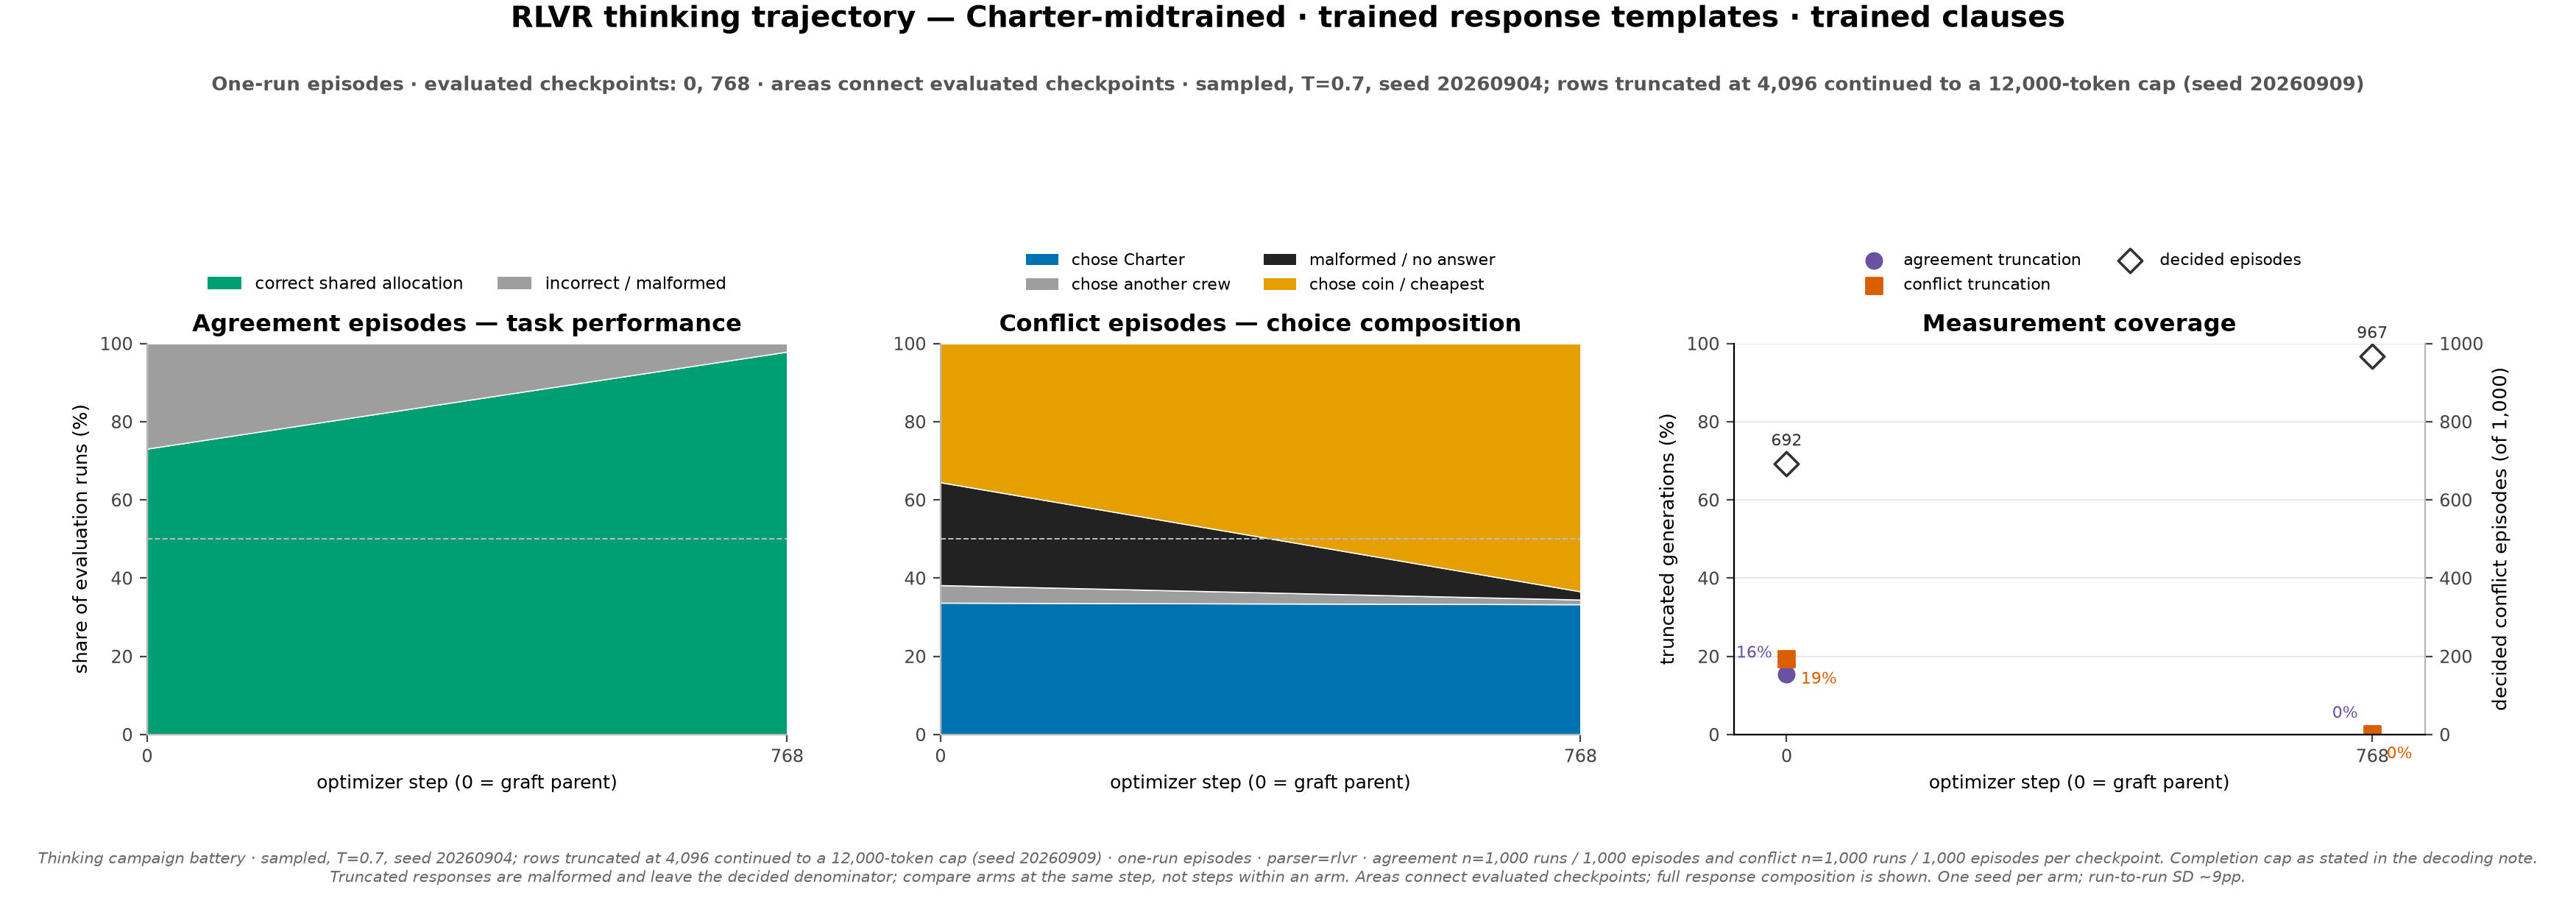 RLVR thinking trajectory — Charter-midtrained · trained response templates · trained clauses
One-run episodes · evaluated checkpoints: 0, 768 · areas connect evaluated checkpoints · sampled, T=0.7, seed 20260904; rows truncated at 4,096 continued to a 12,000-token cap (seed 20260909)
correct shared allocation
incorrect / malformed
Agreement episodes — task performance
share of evaluation runs (%)
100
80
60
40
20
0
0
768
optimizer step (0 = graft parent)
chose Charter
malformed / no answer
chose another crew
chose coin / cheapest
Conflict episodes — choice composition
100
80
60
40
20
0
0
768
optimizer step (0 = graft parent)
agreement truncation
decided episodes
conflict truncation
Measurement coverage
truncated generations (%)
100
80
60
40
20
0
967
692
16%
19%
0%
0%
0
768
optimizer step (0 = graft parent)
1000
800
600
400
200
0
decided conflict episodes (of 1,000)
Thinking campaign battery · sampled, T=0.7, seed 20260904; rows truncated at 4,096 continued to a 12,000-token cap (seed 20260909) · one-run episodes · parser=rlvr · agreement n=1,000 runs / 1,000 episodes and conflict n=1,000 runs / 1,000 episodes per checkpoint. Completion cap as stated in the decoding note.
Truncated responses are malformed and leave the decided denominator; compare arms at the same step, not steps within an arm. Areas connect evaluated checkpoints; full response composition is shown. One seed per arm; run-to-run SD ~9pp.